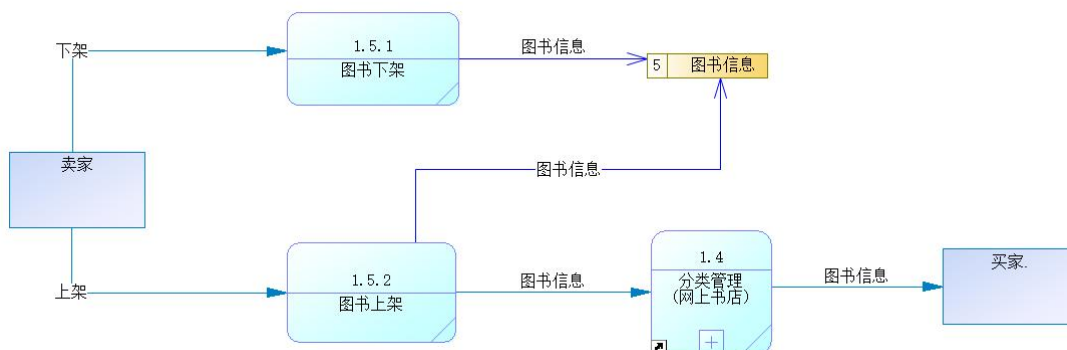 下架
1.5.1
图书下架
图书信息
5
图书信息
卖家
图书信息
上架
1.5.2
图书上架
图书信息
1.4
分类管理
(网上书店)
图书信息
买家.